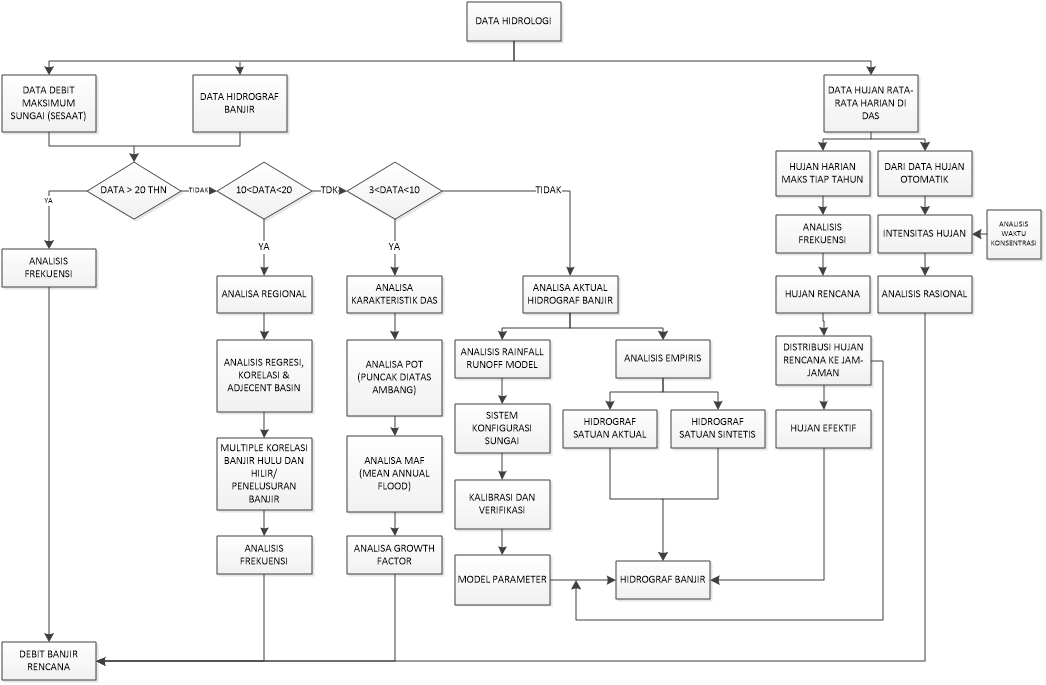 DATA HIDROLOGI
DATA DEBIT
MAKSIMUM
SUNGAI (SESAAT)
DATA HIDROGRAF
BANJIR
DATA HUJAN RATA-
RATA HARIAN DI
DAS
HUJAN HARIAN
MAKS TIAP TAHUN
DARI DATA HUJAN
OTOMATIK
DATA > 20 THN
TIDAK
10<DATA<20
TDK
3<DATA<10
TIDAK
YA
ANALISIS
FREKUENSI
INTENSITAS HUJAN
ANALISIS
WAKTU
KONSENTRASI
YA
YA
ANALISIS
FREKUENSI
ANALISA REGIONAL
ANALISA
KARAKTERISTIK DAS
ANALISA AKTUAL
HIDROGRAF BANJIR
HUJAN RENCANA
ANALISIS RASIONAL
ANALISIS REGRESI,
KORELASI &
ADJECENT BASIN
ANALISA POT
(PUNCAK DIATAS
AMBANG)
ANALISIS RAINFALL
RUNOFF MODEL
ANALISIS EMPIRIS
DISTRIBUSI HUJAN
RENCANA KE JAM-
JAMAN
SISTEM
KONFIGURASI
SUNGAI
HIDROGRAF
SATUAN AKTUAL
HIDROGRAF
SATUAN SINTETIS
HUJAN EFEKTIF
MULTIPLE KORELASI
BANJIR HULU DAN
HILIR/
PENELUSURAN
BANJIR
ANALISA MAF
(MEAN ANNUAL
FLOOD)
KALIBRASI DAN
VERIFIKASI
ANALISIS
FREKUENSI
ANALISA GROWTH
FACTOR
MODEL PARAMETER
HIDROGRAF BANJIR
DEBIT BANJIR
RENCANA